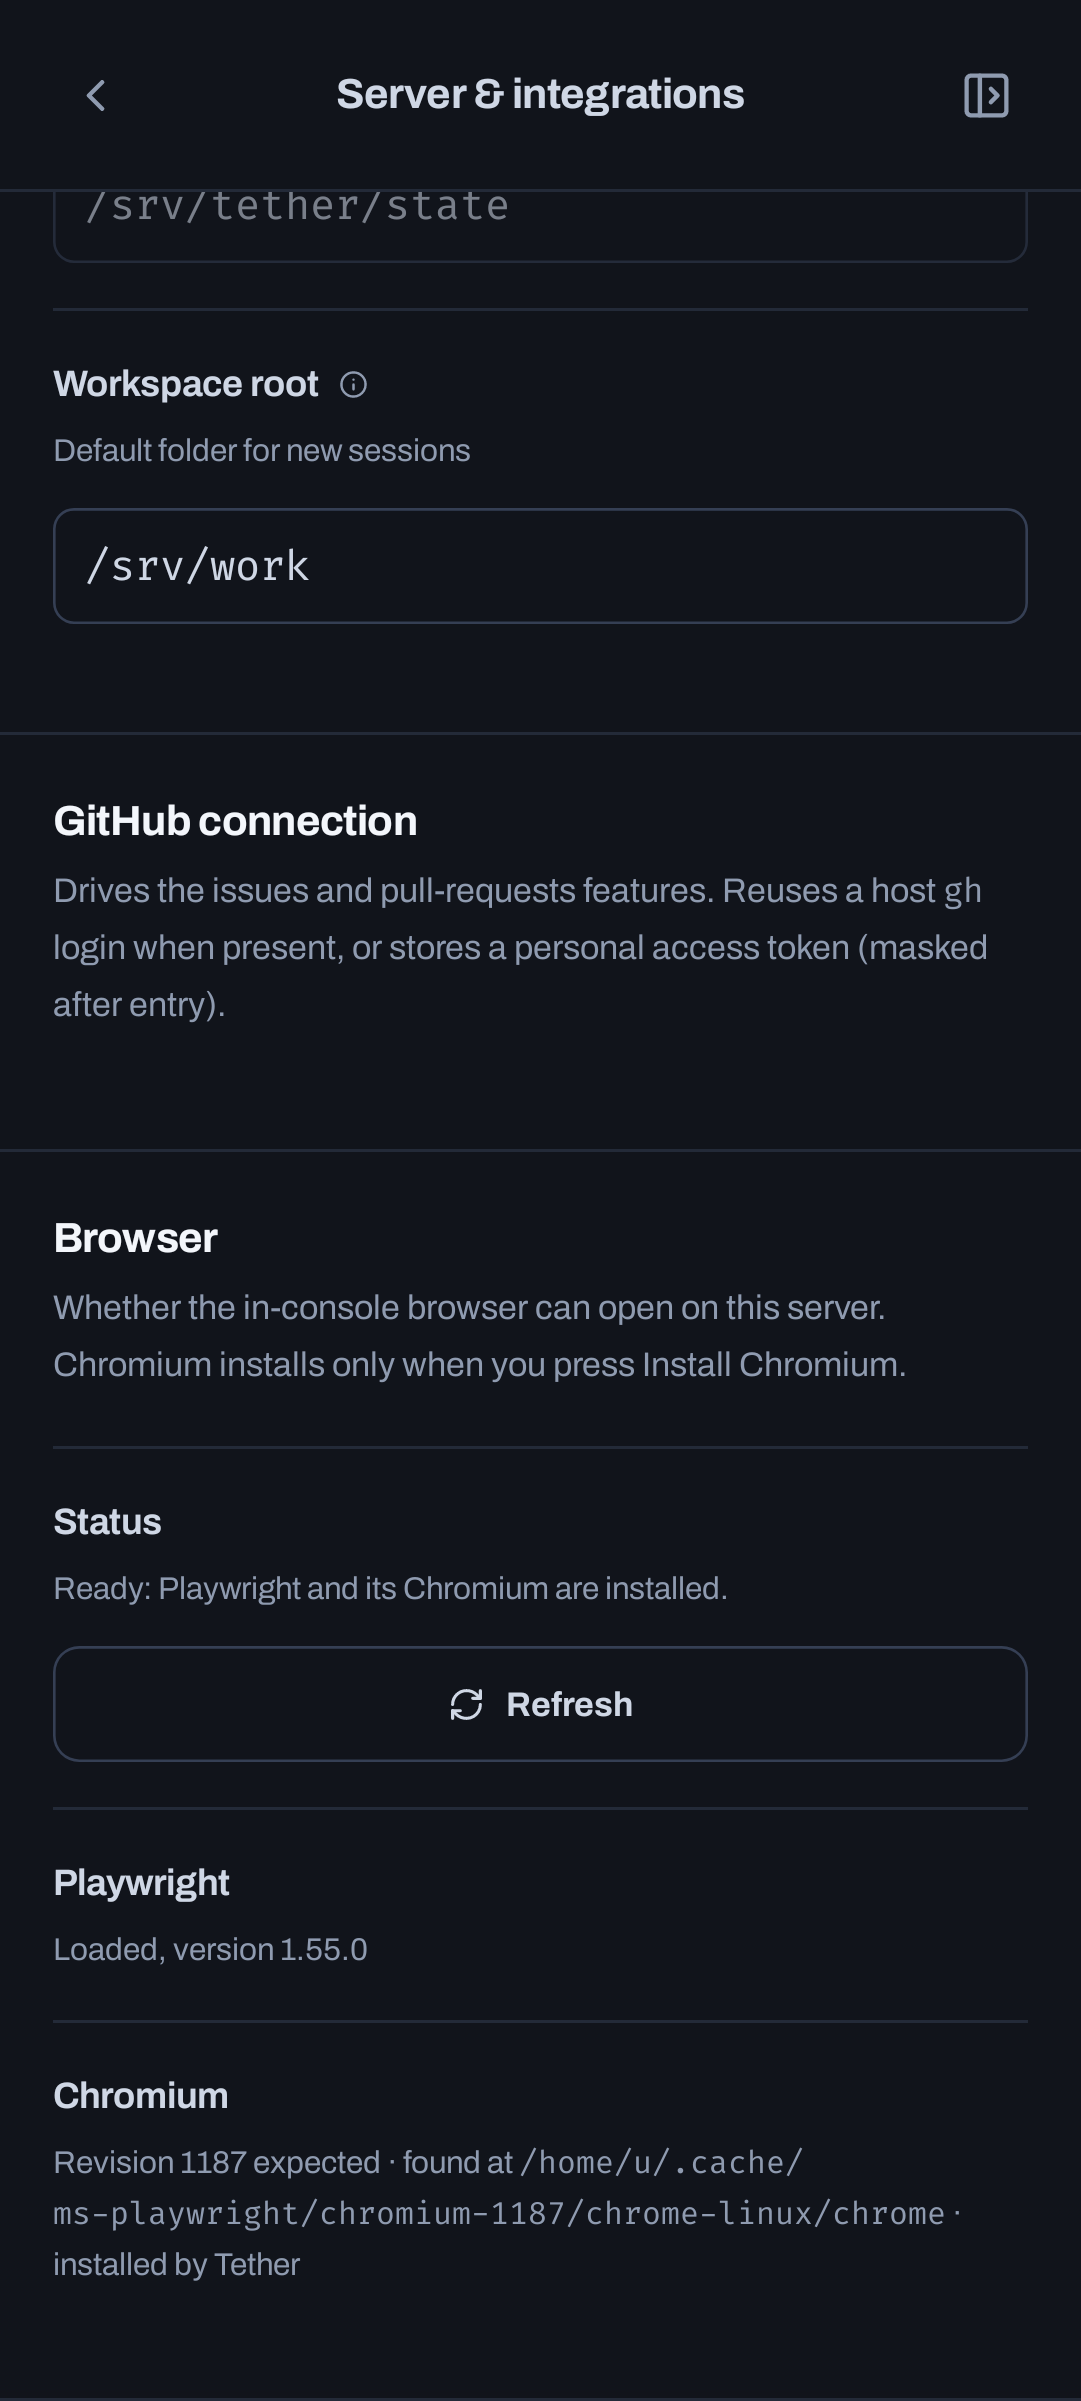 Server & integrations
/srv/tether/state
Workspace root
Default folder for new sessions
/srv/work
GitHub connection
Drives the issues and pull-requests features. Reuses a host gh
login when present, or stores a personal access token (masked
after entry).
Browser
Whether the in-console browser can open on this server.
Chromium installs only when you press Install Chromium.
Status
Ready: Playwright and its Chromium are installed.
Refresh
Playwright
Loaded, version 1.55.0
Chromium
Revision 1187 expected · found at /home/u/.cache/
ms-playwright/chromium-1187/chrome-linux/chrome ·
installed by Tether